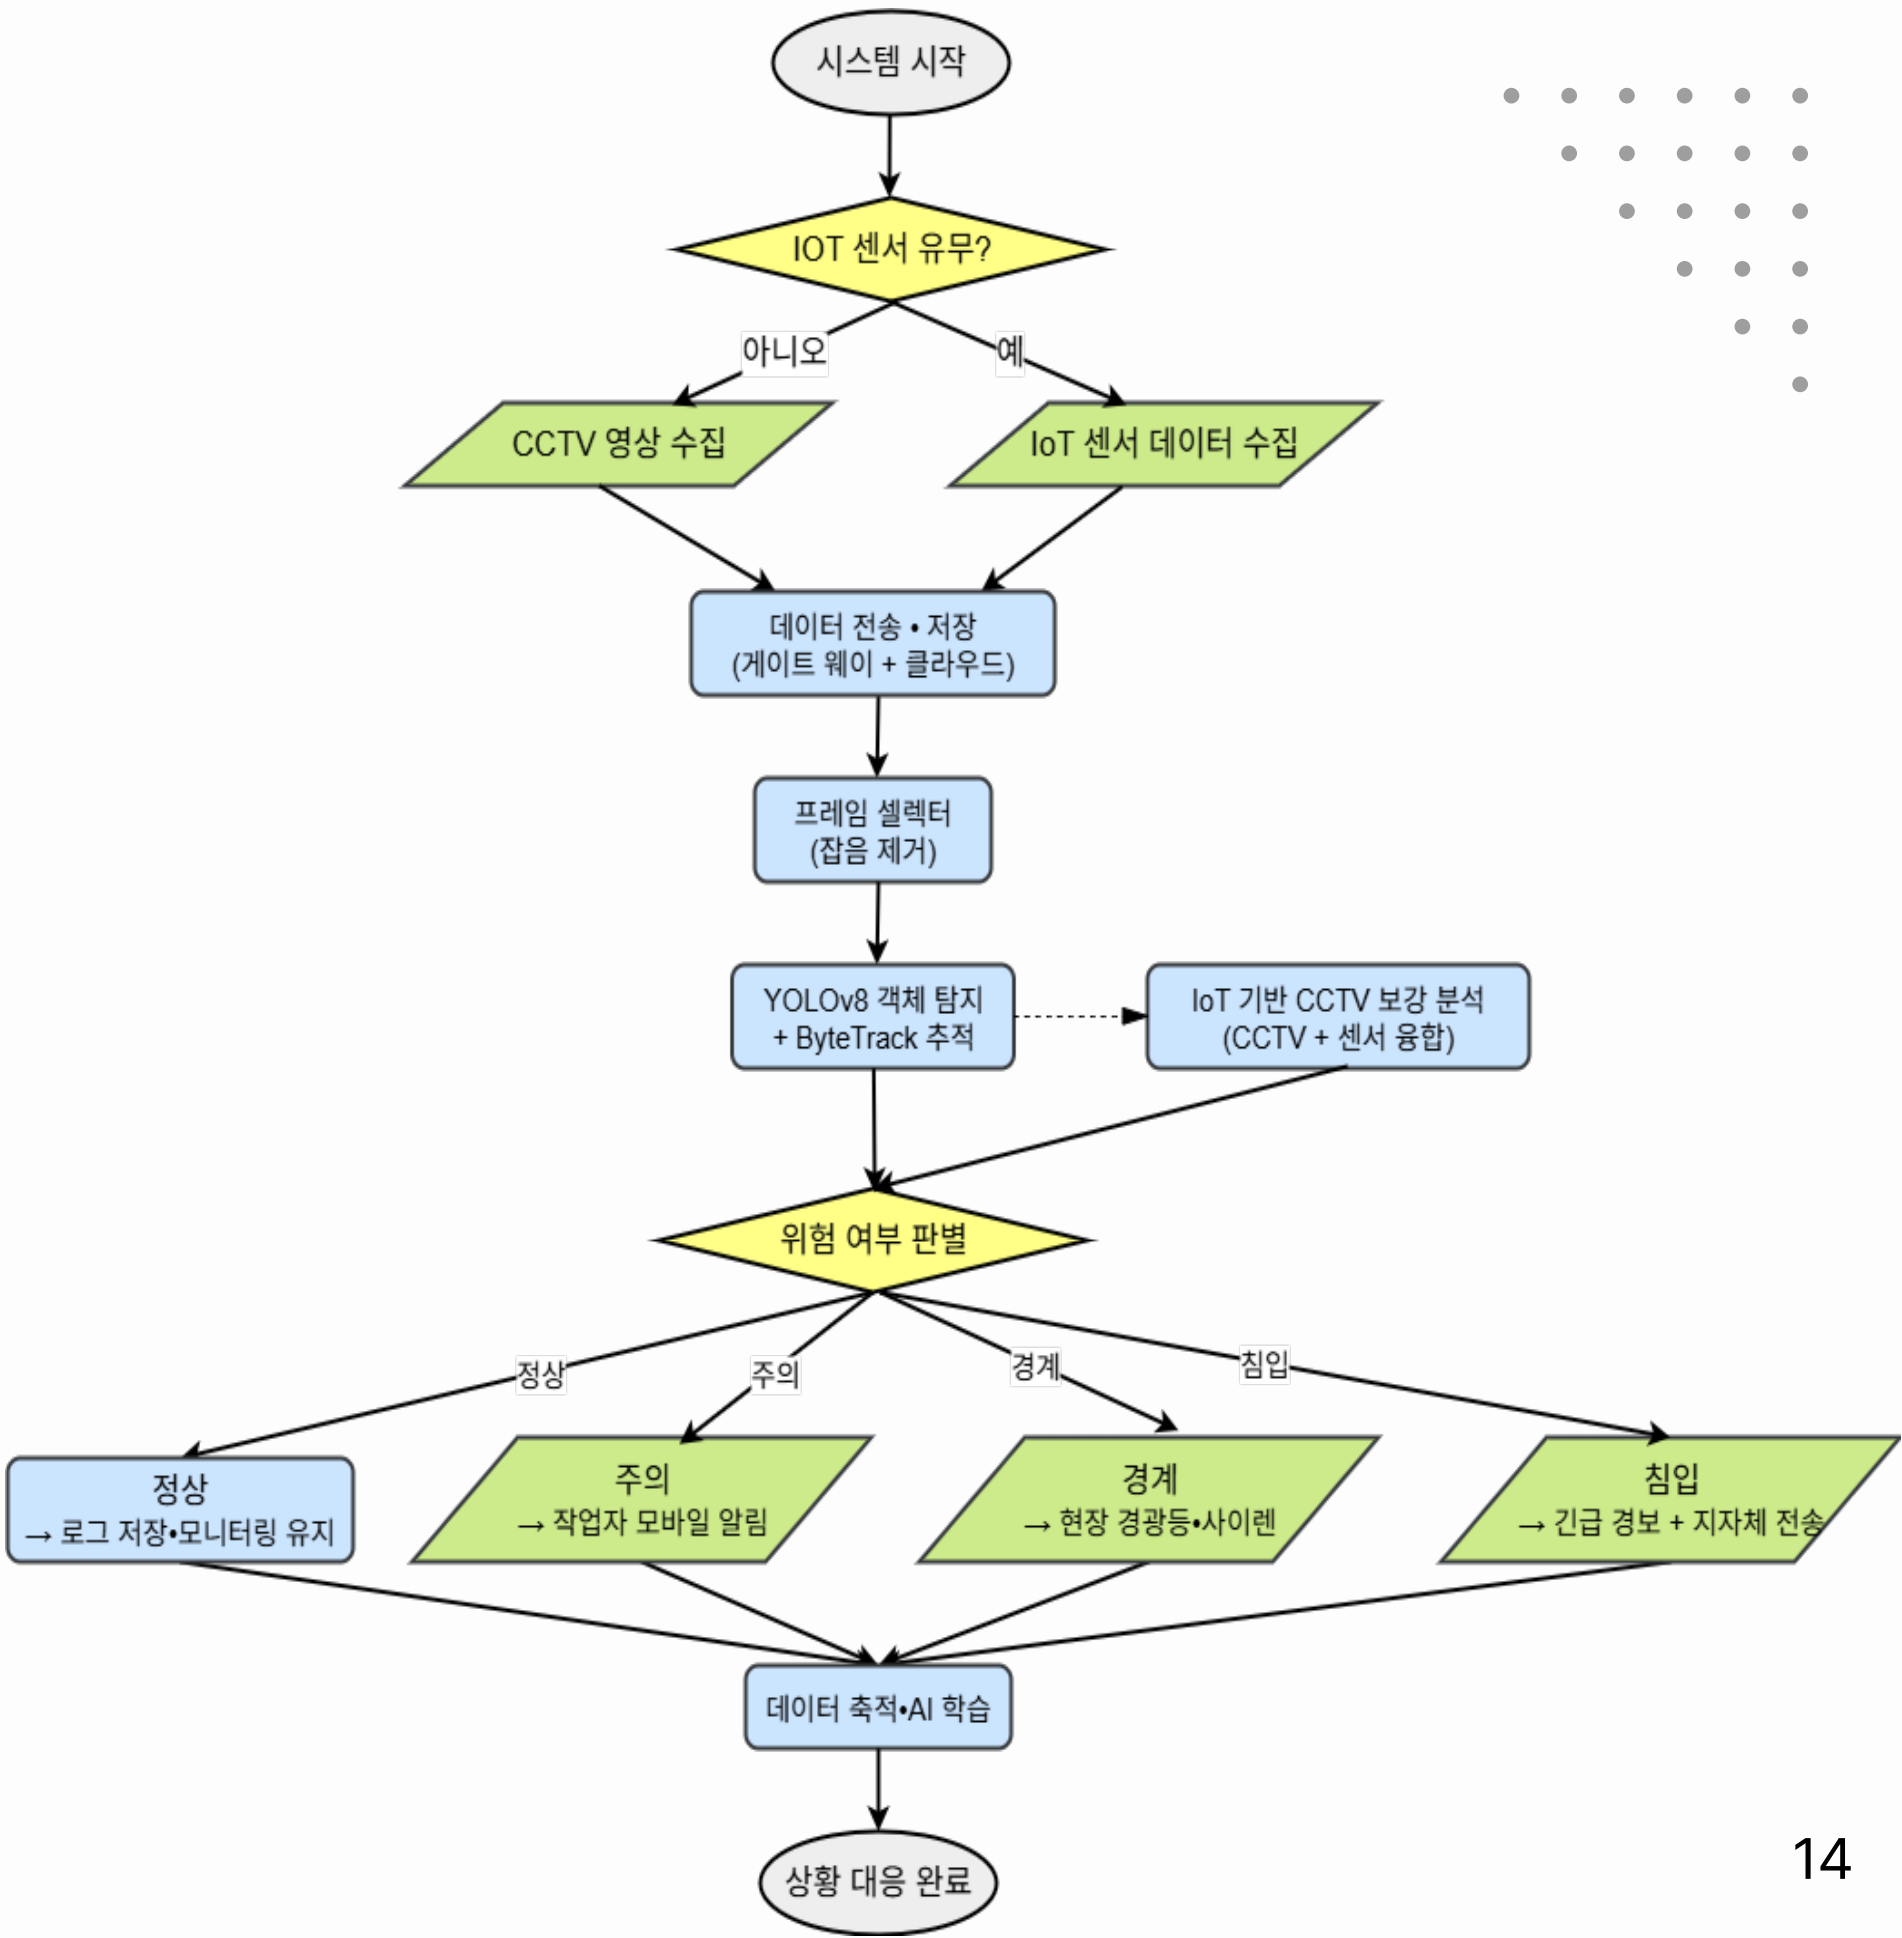 시스템 시작
IOT 센서 유무?
아니오
예
CCTV 영상 수집
IoT 센서 데이터 수집
데이터 전송 • 저장
(게이트 웨이 + 클라우드)
프레임 셀렉터
(잡음 제거)
YOLOv8 객체 탐지
+ ByteTrack 추적
IoT 기반 CCTV 보강 분석
(CCTV + 센서 융합)
위험 여부 판별
정상
주의
경계
침입
정상
→ 로그 저장•모니터링 유지
주의
→ 작업자 모바일 알림
경계
→ 현장 경광등•사이렌
침입
→ 긴급 경보 + 지자체 전송
데이터 축적•AI 학습
상황 대응 완료
14